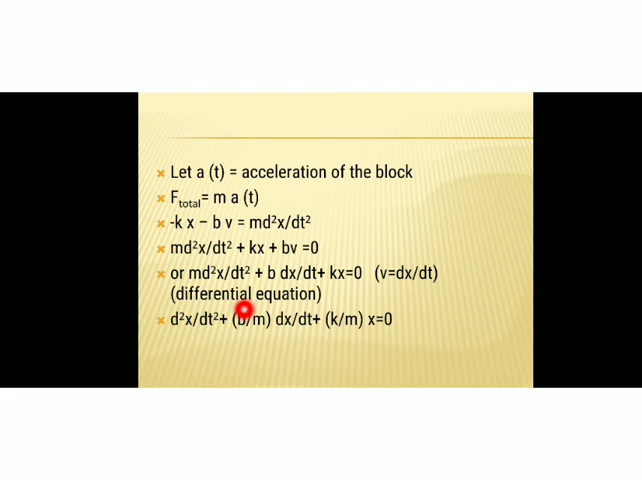 Let a (t) = acceleration of the block
Ftotal= m a (t)
-k x – b v = md²x/dt²
md²x/dt² + kx + bv =0
or md²x/dt² + b dx/dt+ kx=0 (v=dx/dt)
(differential equation)
d²x/dt²+ (b/m) dx/dt+ (k/m) x=0